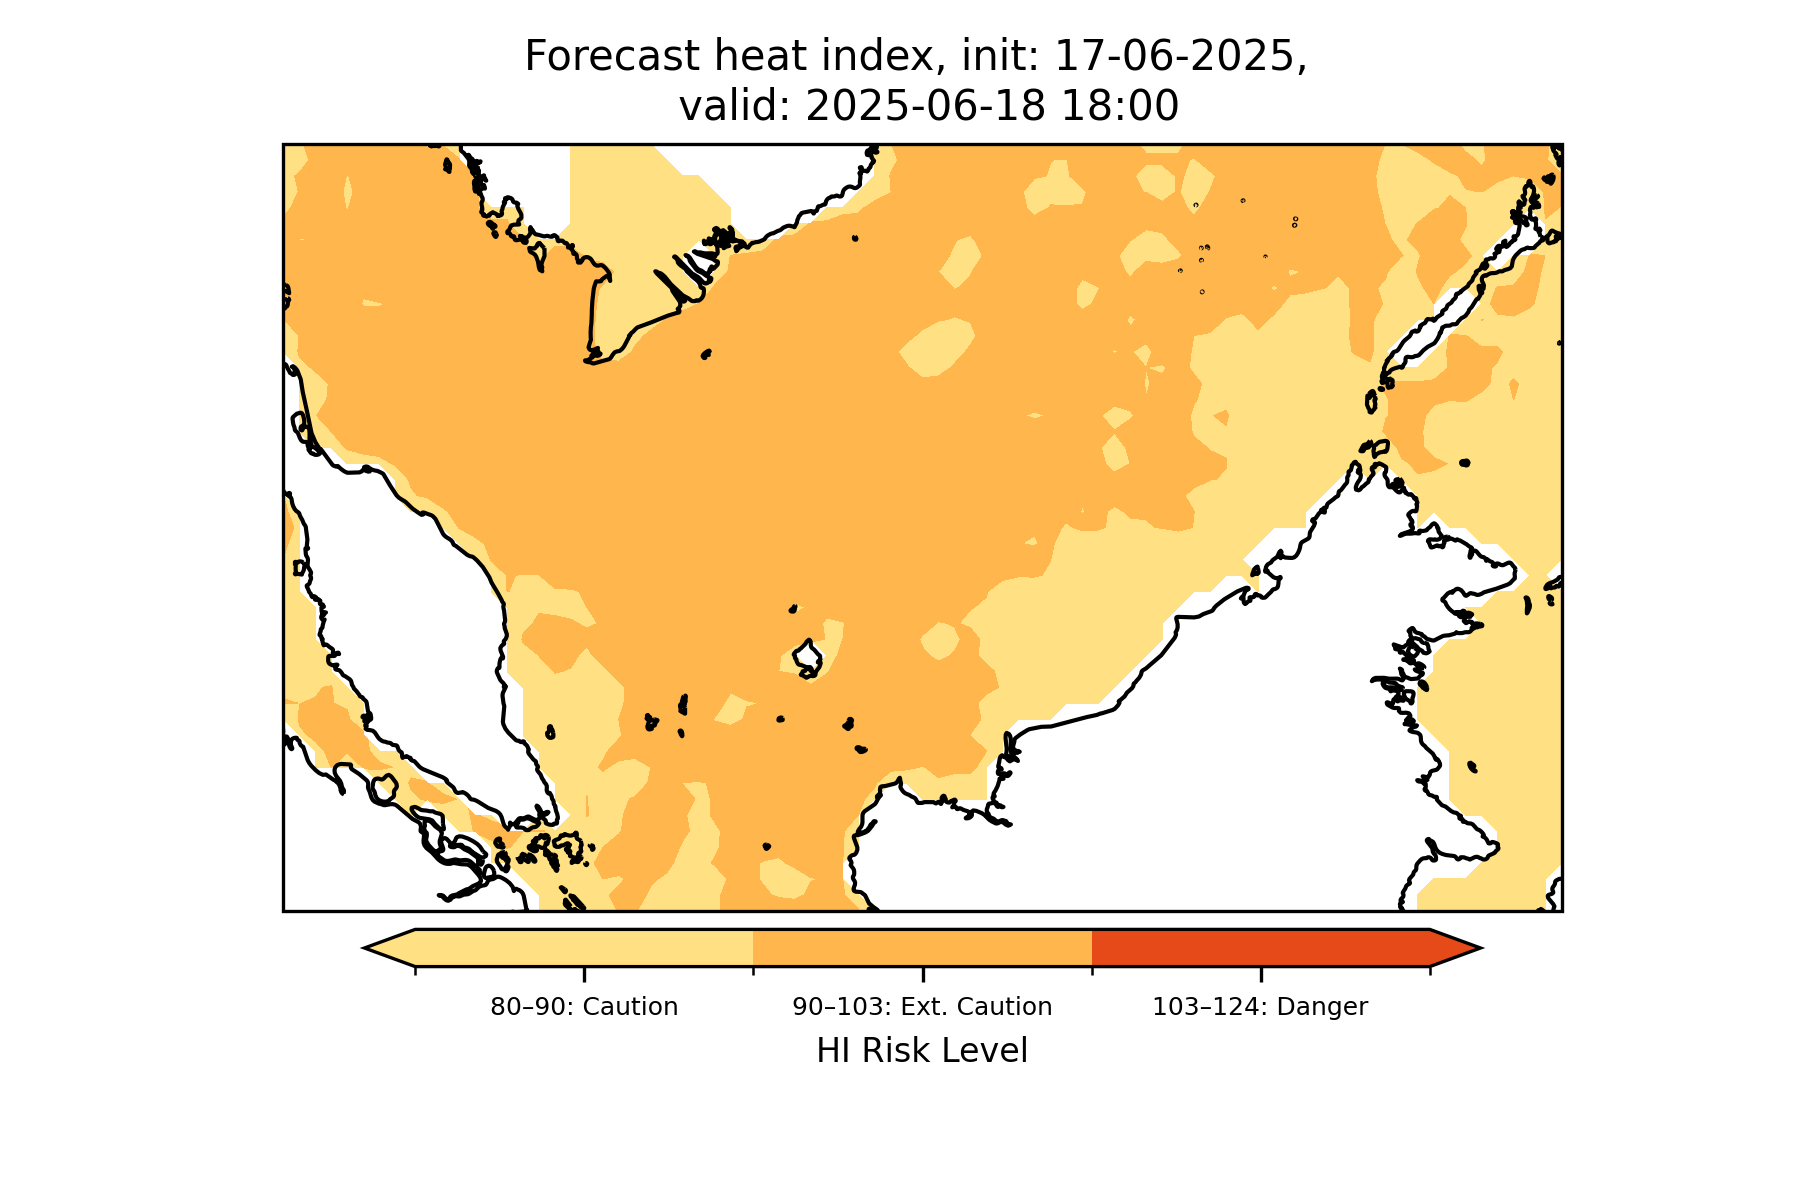 Forecast heat index, init: 17-06-2025,
valid: 2025-06-18 18:00
80–90: Caution
90–103: Ext. Caution
103–124: Danger
HI Risk Level